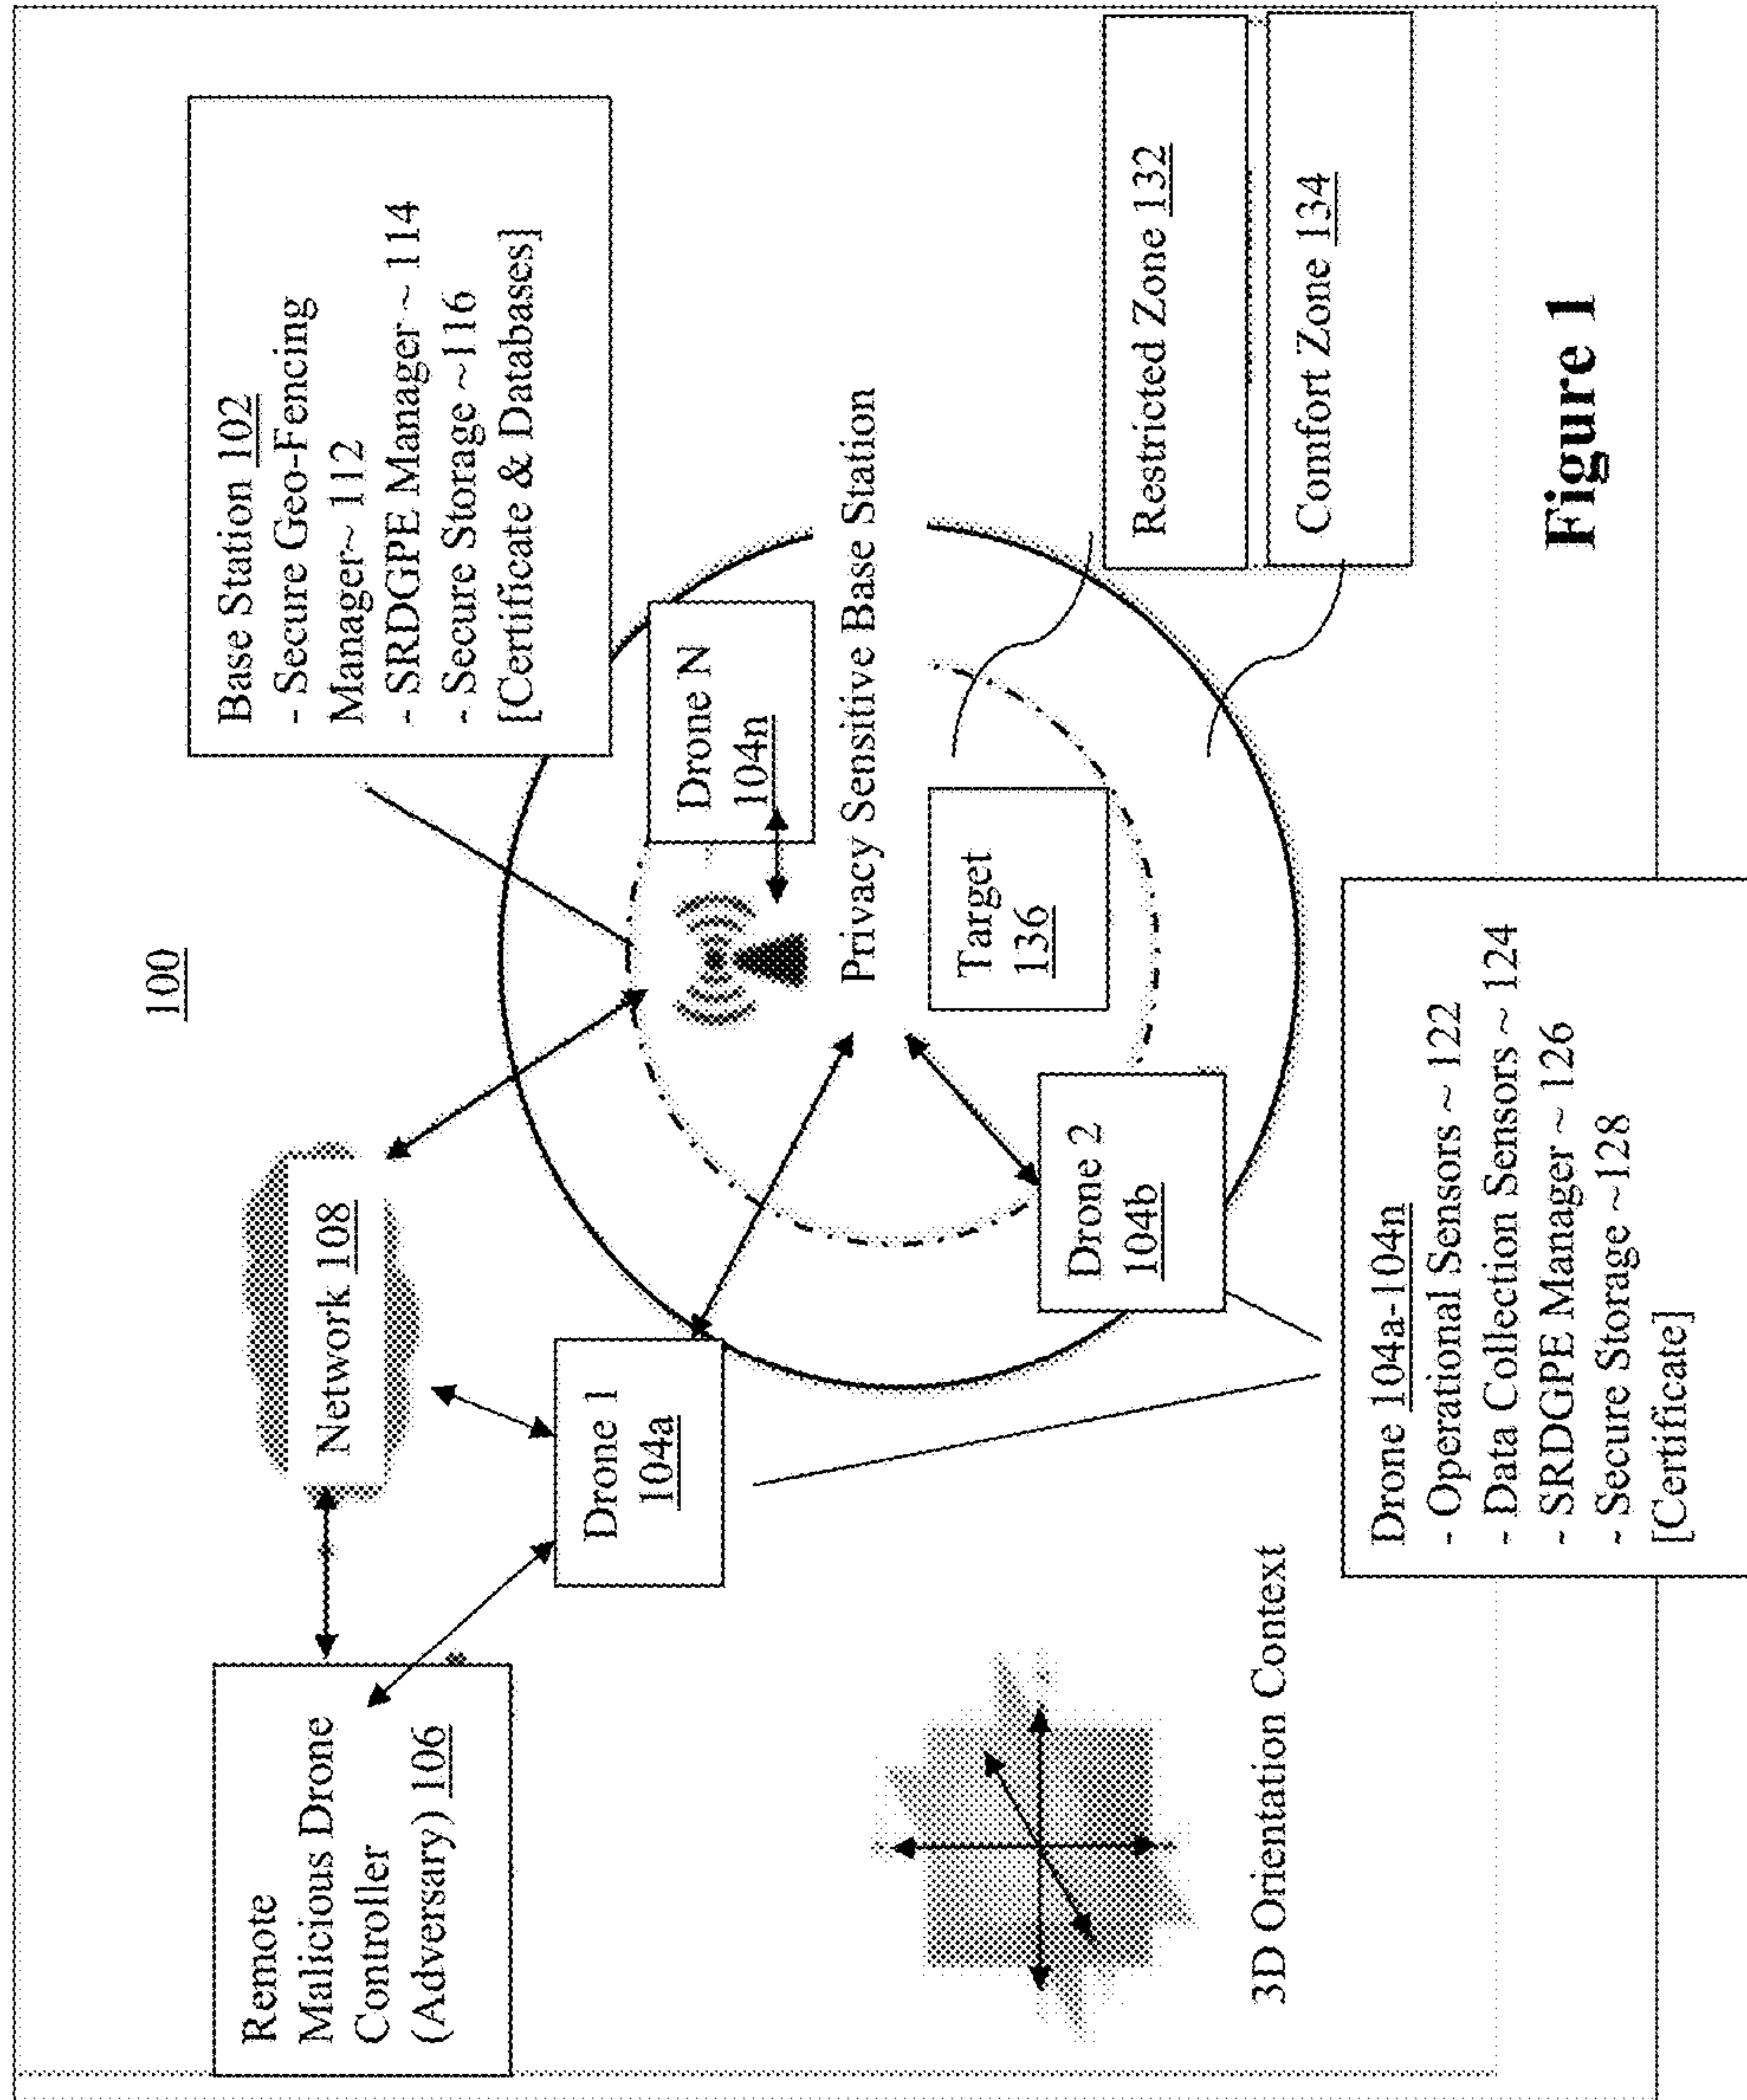 100
Remote
Malicious Drone
Controller
(Adversary) 106
Network 108
Base Station 102
- Secure Geo-Fencing
Manager~ 112
- SRDGPE Manager ~ 114
- Secure Storage ~116
[Certificate & Databases]
Drone 1
104a
Drone N
104n
Privacy Sensitive Base Station
Target
136
Drone 2
104b
3D Orientation Context
Drone 104a-104n
- Operational Sensors ~ 122
- Data Collection Sensors ~ 124
- SRDGPE Manager ~ 126
- Secure Storage ~128
[Certificate]
Restricted Zone 132
Comfort Zone 134
Figure 1